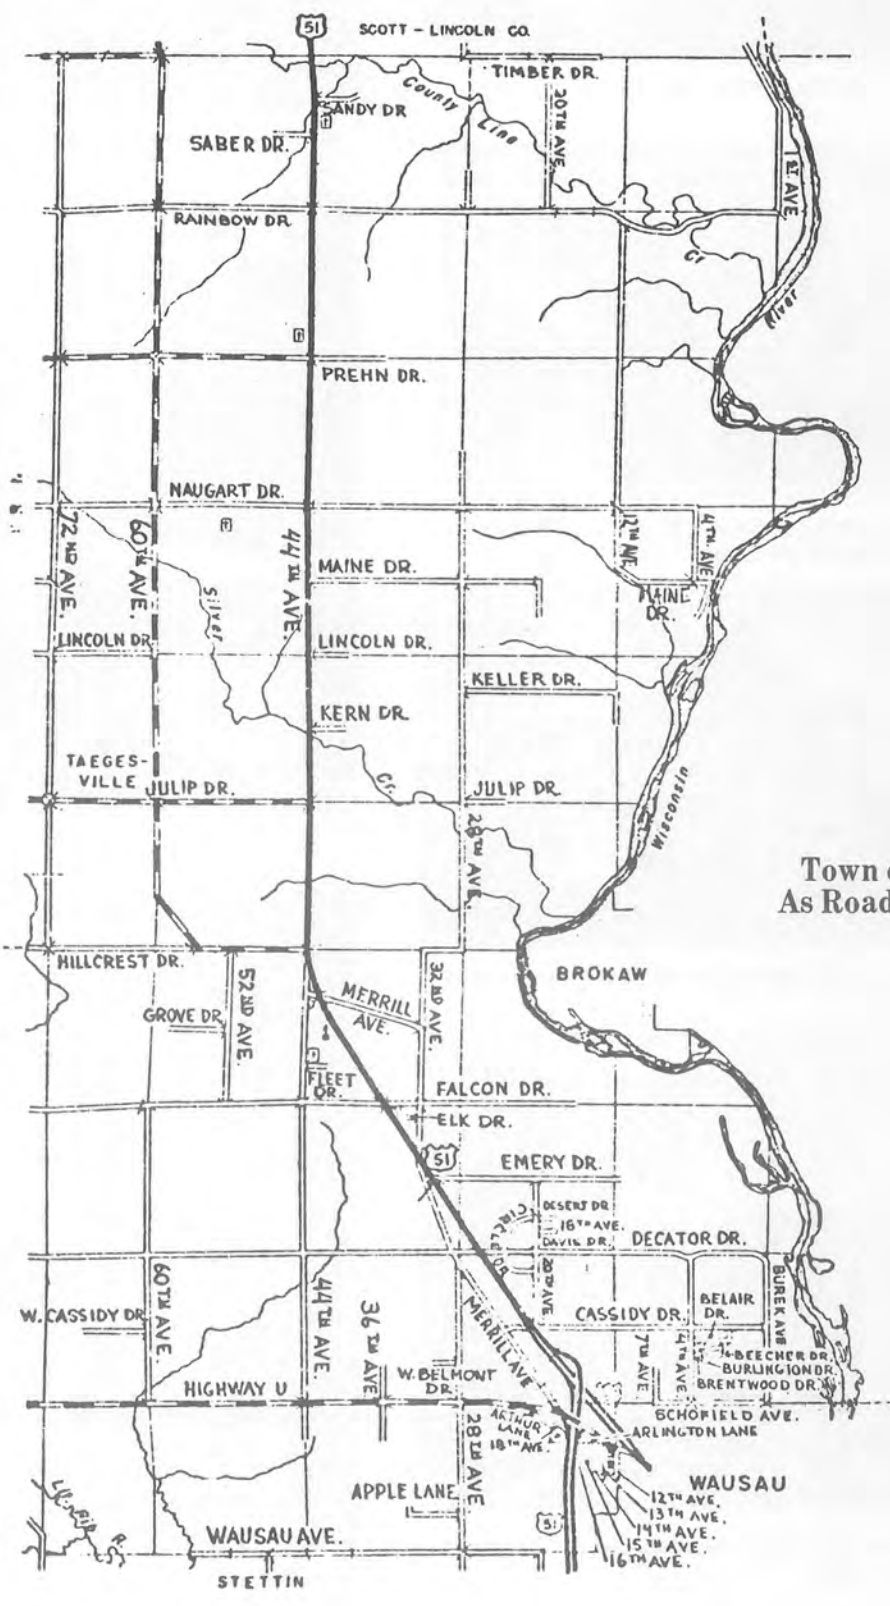 51
SCOTT - LINCOLN CO.
TIMBER DR.
County
Line
SANDY DR
20TH AVE
SABER DR.
1ST. AVE
RAINBOW DR.
Cr
River
PREHN DR.
NAUGART DR.
72ND AVE.
60TH AVE.
44TH AVE
12TH AVE
4TH. AVE
MAINE DR.
MAINE
DR.
Silver
LINCOLN DR.
LINCOLN DR.
KELLER DR.
KERN DR.
TAEGES-
VILLE
JULIP DR.
Cr.
JULIP DR.
Wisconsin
28TH AVE.
Town
As Road
HILLCREST DR.
BROKAW
52ND AVE.
MERRILL
AVE.
32ND AVE.
GROVE DR.
FLEET
DR.
FALCON DR.
ELK DR.
51
EMERY DR.
DESERT DR
16TH AVE.
DAVIE DR.
CIRCLE DR.
DECATOR DR.
20TH AVE
60TH AVE.
44TH AVE.
36TH AVE
MERRILL AVE
BUREK AVE
BELAIR
DR.
W. CASSIDY DR.
CASSIDY DR.
7TH AVE
4TH AVE
BEECHER DR.
BURLINGTON DR.
BRENTWOOD DR.
W. BELMONT
DR.
HIGHWAY U
SCHOFIELD AVE.
ARTHUR
LANE
18TH AVE.
ARLINGTON LANE
28TH AVE
WAUSAU
APPLE LANE
12TH AVE.
13TH AVE.
14TH AVE.
15TH AVE.
16TH AVE.
51
WAUSAU AVE.
STETTIN